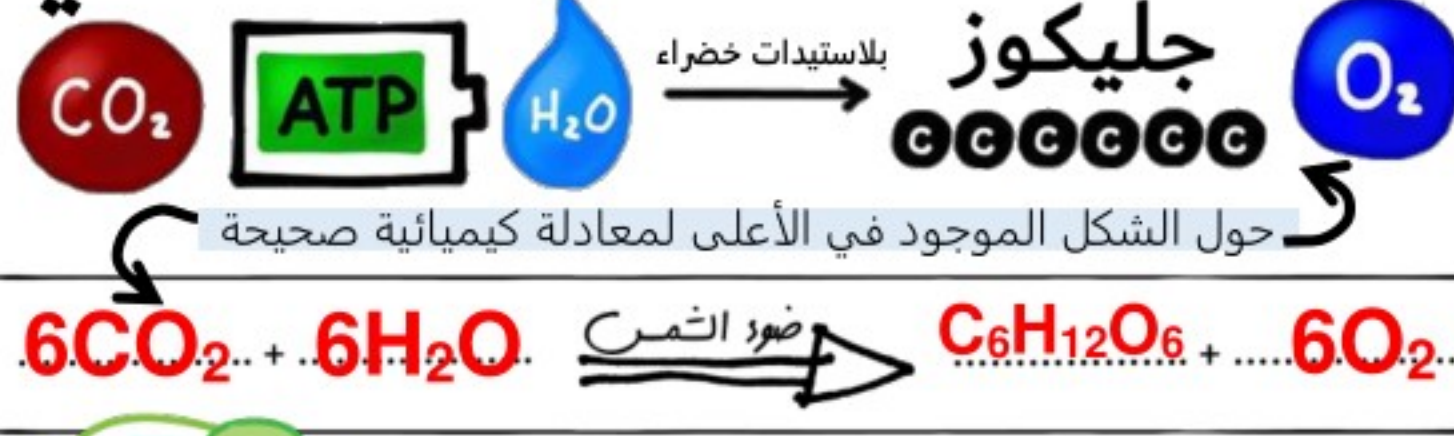 CO₂ ATP H₂O بلاستيدات خضراء جليكوز O₂
C C C C C C
حول الشكل الموجود في الأعلى لمعادلة كيميائية صحيحة
ضوء الشمس
6CO₂ + 6H₂O C₆H₁₂O₆ + 6O₂